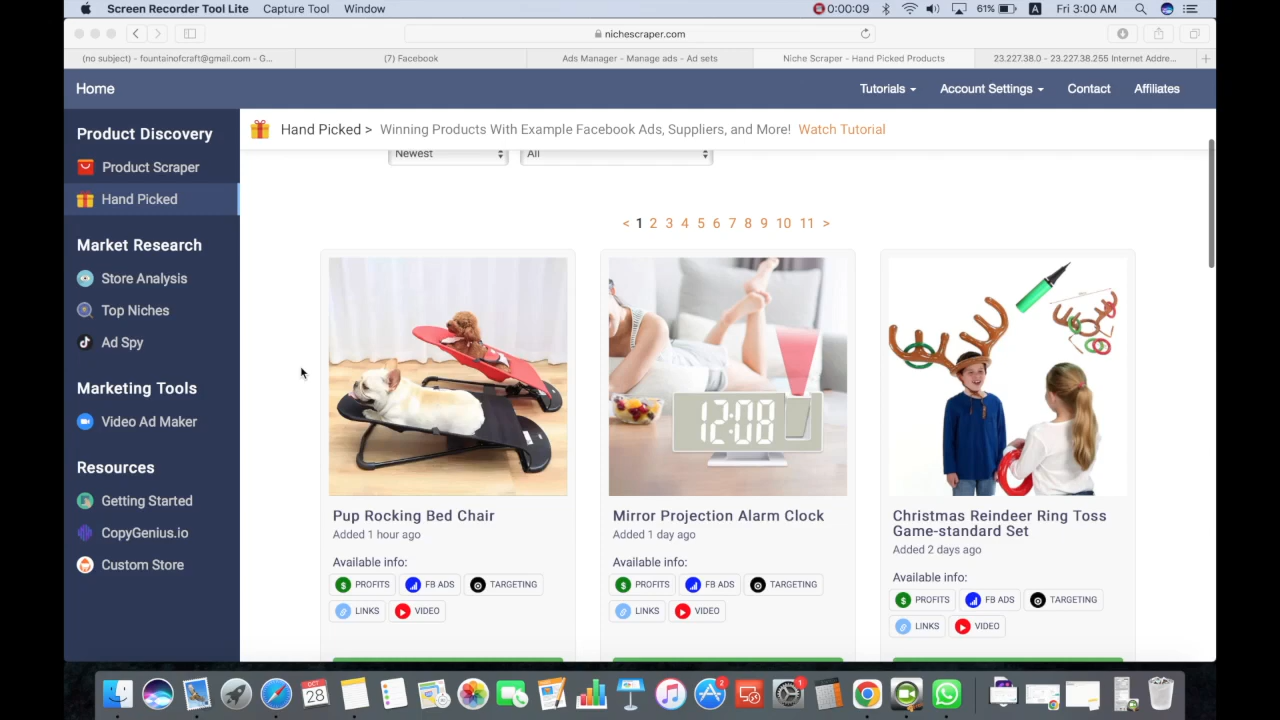 Screen Recorder Tool Lite Capture Tool Window 0:00:09 61% A Fri 3:00 AM
nichescraper.com
(no subject) - fountainofcraft@gmail.com - G... (7) Facebook Ads Manager - Manage ads - Ad sets Niche Scraper - Hand Picked Products 23.227.38.0 - 23.227.38.255 Internet Addre...
Home Tutorials Account Settings Contact Affiliates
Product Discovery
Product Scraper
Hand Picked
Market Research
Store Analysis
Top Niches
Ad Spy
Marketing Tools
Video Ad Maker
Resources
Getting Started
CopyGenius.io
Custom Store
Hand Picked > Winning Products With Example Facebook Ads, Suppliers, and More! Watch Tutorial
Newest All
< 1 2 3 4 5 6 7 8 9 10 11 >
12:08
Pup Rocking Bed Chair
Added 1 hour ago
Available info:
PROFITS FB ADS TARGETING
LINKS VIDEO
Mirror Projection Alarm Clock
Added 1 day ago
Available info:
PROFITS FB ADS TARGETING
LINKS VIDEO
Christmas Reindeer Ring Toss
Game-standard Set
Added 2 days ago
Available info:
PROFITS FB ADS TARGETING
LINKS VIDEO
OCT
28
2
1